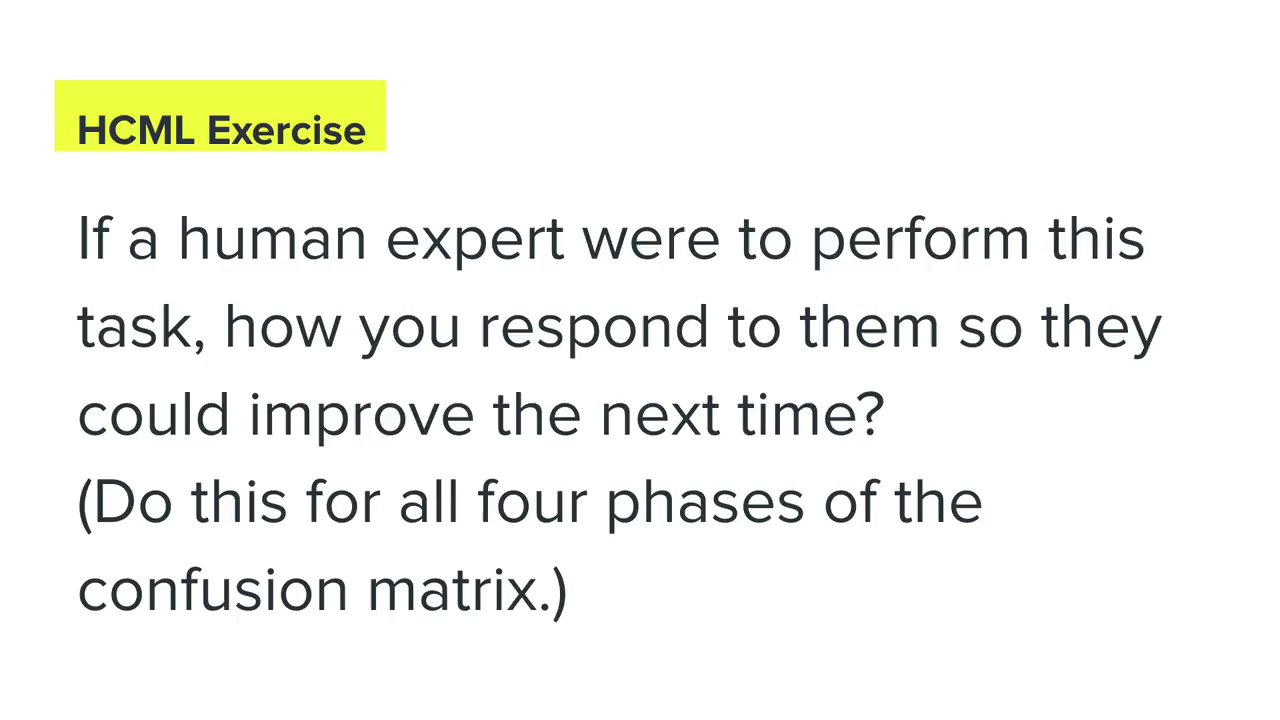 HCML Exercise
If a human expert were to perform this
task, how you respond to them so they
could improve the next time?
(Do this for all four phases of the
confusion matrix.)